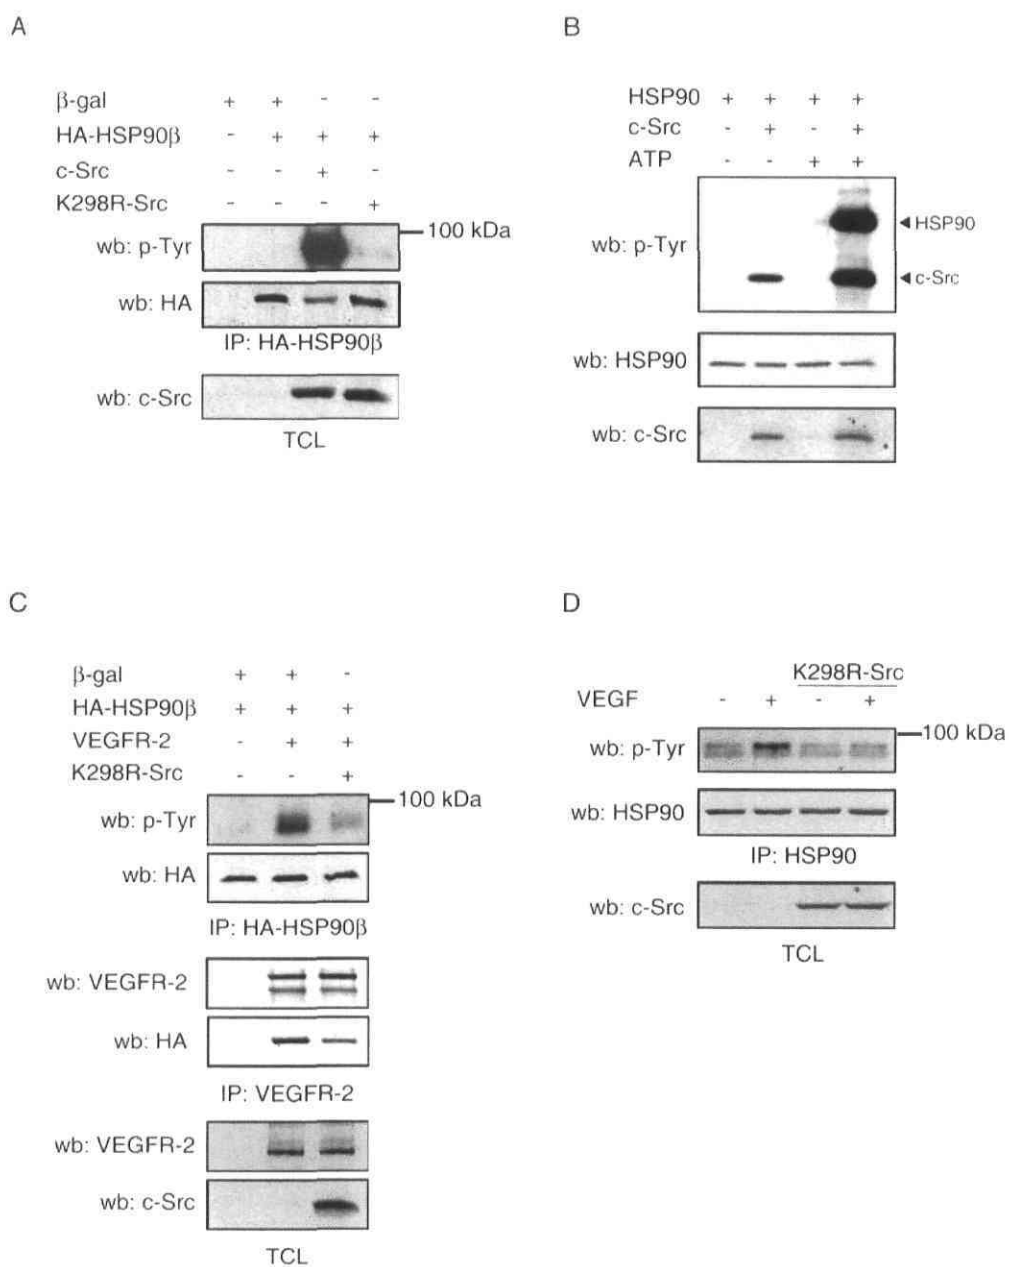 A
β-gal + + - -
HA-HSP90β - + + +
c-Src - - + -
K298R-Src - - - +
wb: p-Tyr
100 kDa
wb: HA
IP: HA-HSP90β
wb: c-Src
TCL
B
HSP90 + + + +
c-Src - + - +
ATP - - + +
wb: p-Tyr
HSP90
c-Src
wb: HSP90
wb: c-Src
C
β-gal + + -
HA-HSP90β + + +
VEGFR-2 - + +
K298R-Src - - +
wb: p-Tyr
100 kDa
wb: HA
IP: HA-HSP90β
wb: VEGFR-2
wb: HA
IP: VEGFR-2
wb: VEGFR-2
wb: c-Src
TCL
D
K298R-Src
VEGF - + - +
wb: p-Tyr
100 kDa
wb: HSP90
IP: HSP90
wb: c-Src
TCL